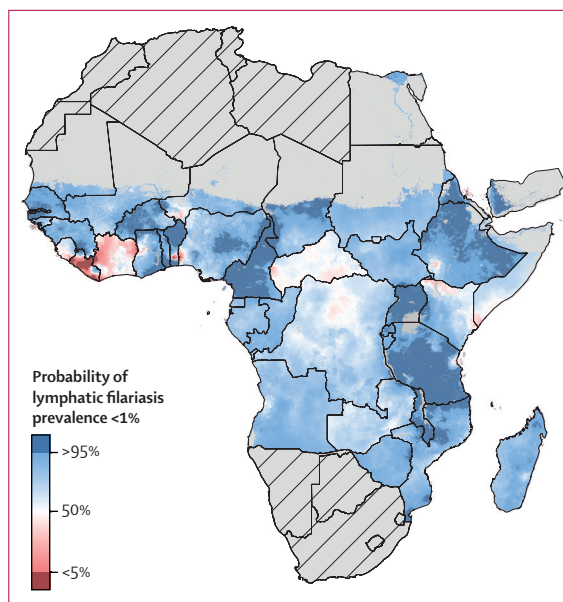 Probability of
lymphatic filariasis
prevalence <1%
>95%
50%
<5%